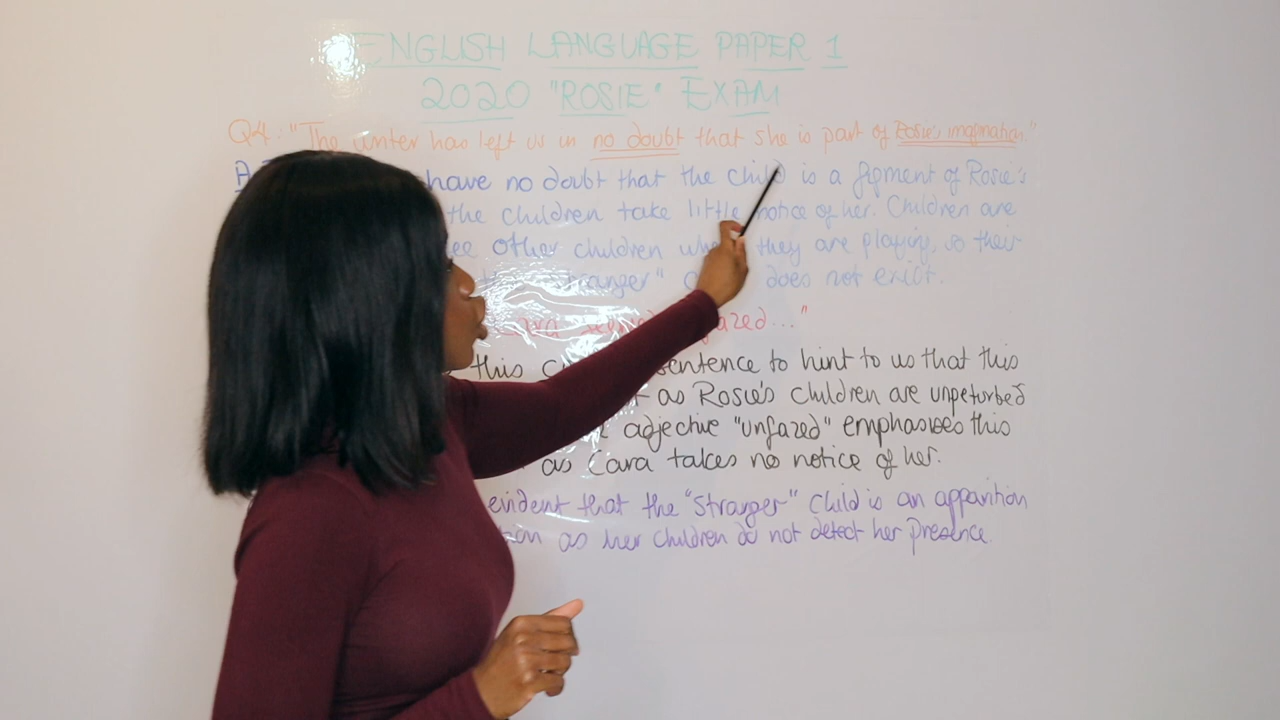 ENGLISH LANGUAGE PAPER 1
2020 "ROSIE" EXAM
Q4: "The writer has left us in no doubt that she is part of Rosie's imagination"
have no doubt that the child is a figment of Rosie's
the children take little notice of her. Children are
other children when they are playing, so their
"stranger" does not exist.
Cara seemed unfazed..."
this sentence to hint to us that this
as Rosie's children are unpeturbed
adjective "unfazed" emphasises this
as Cara takes no notice of her.
evident that the "stranger" child is an apparition
as her children do not detect her presence.